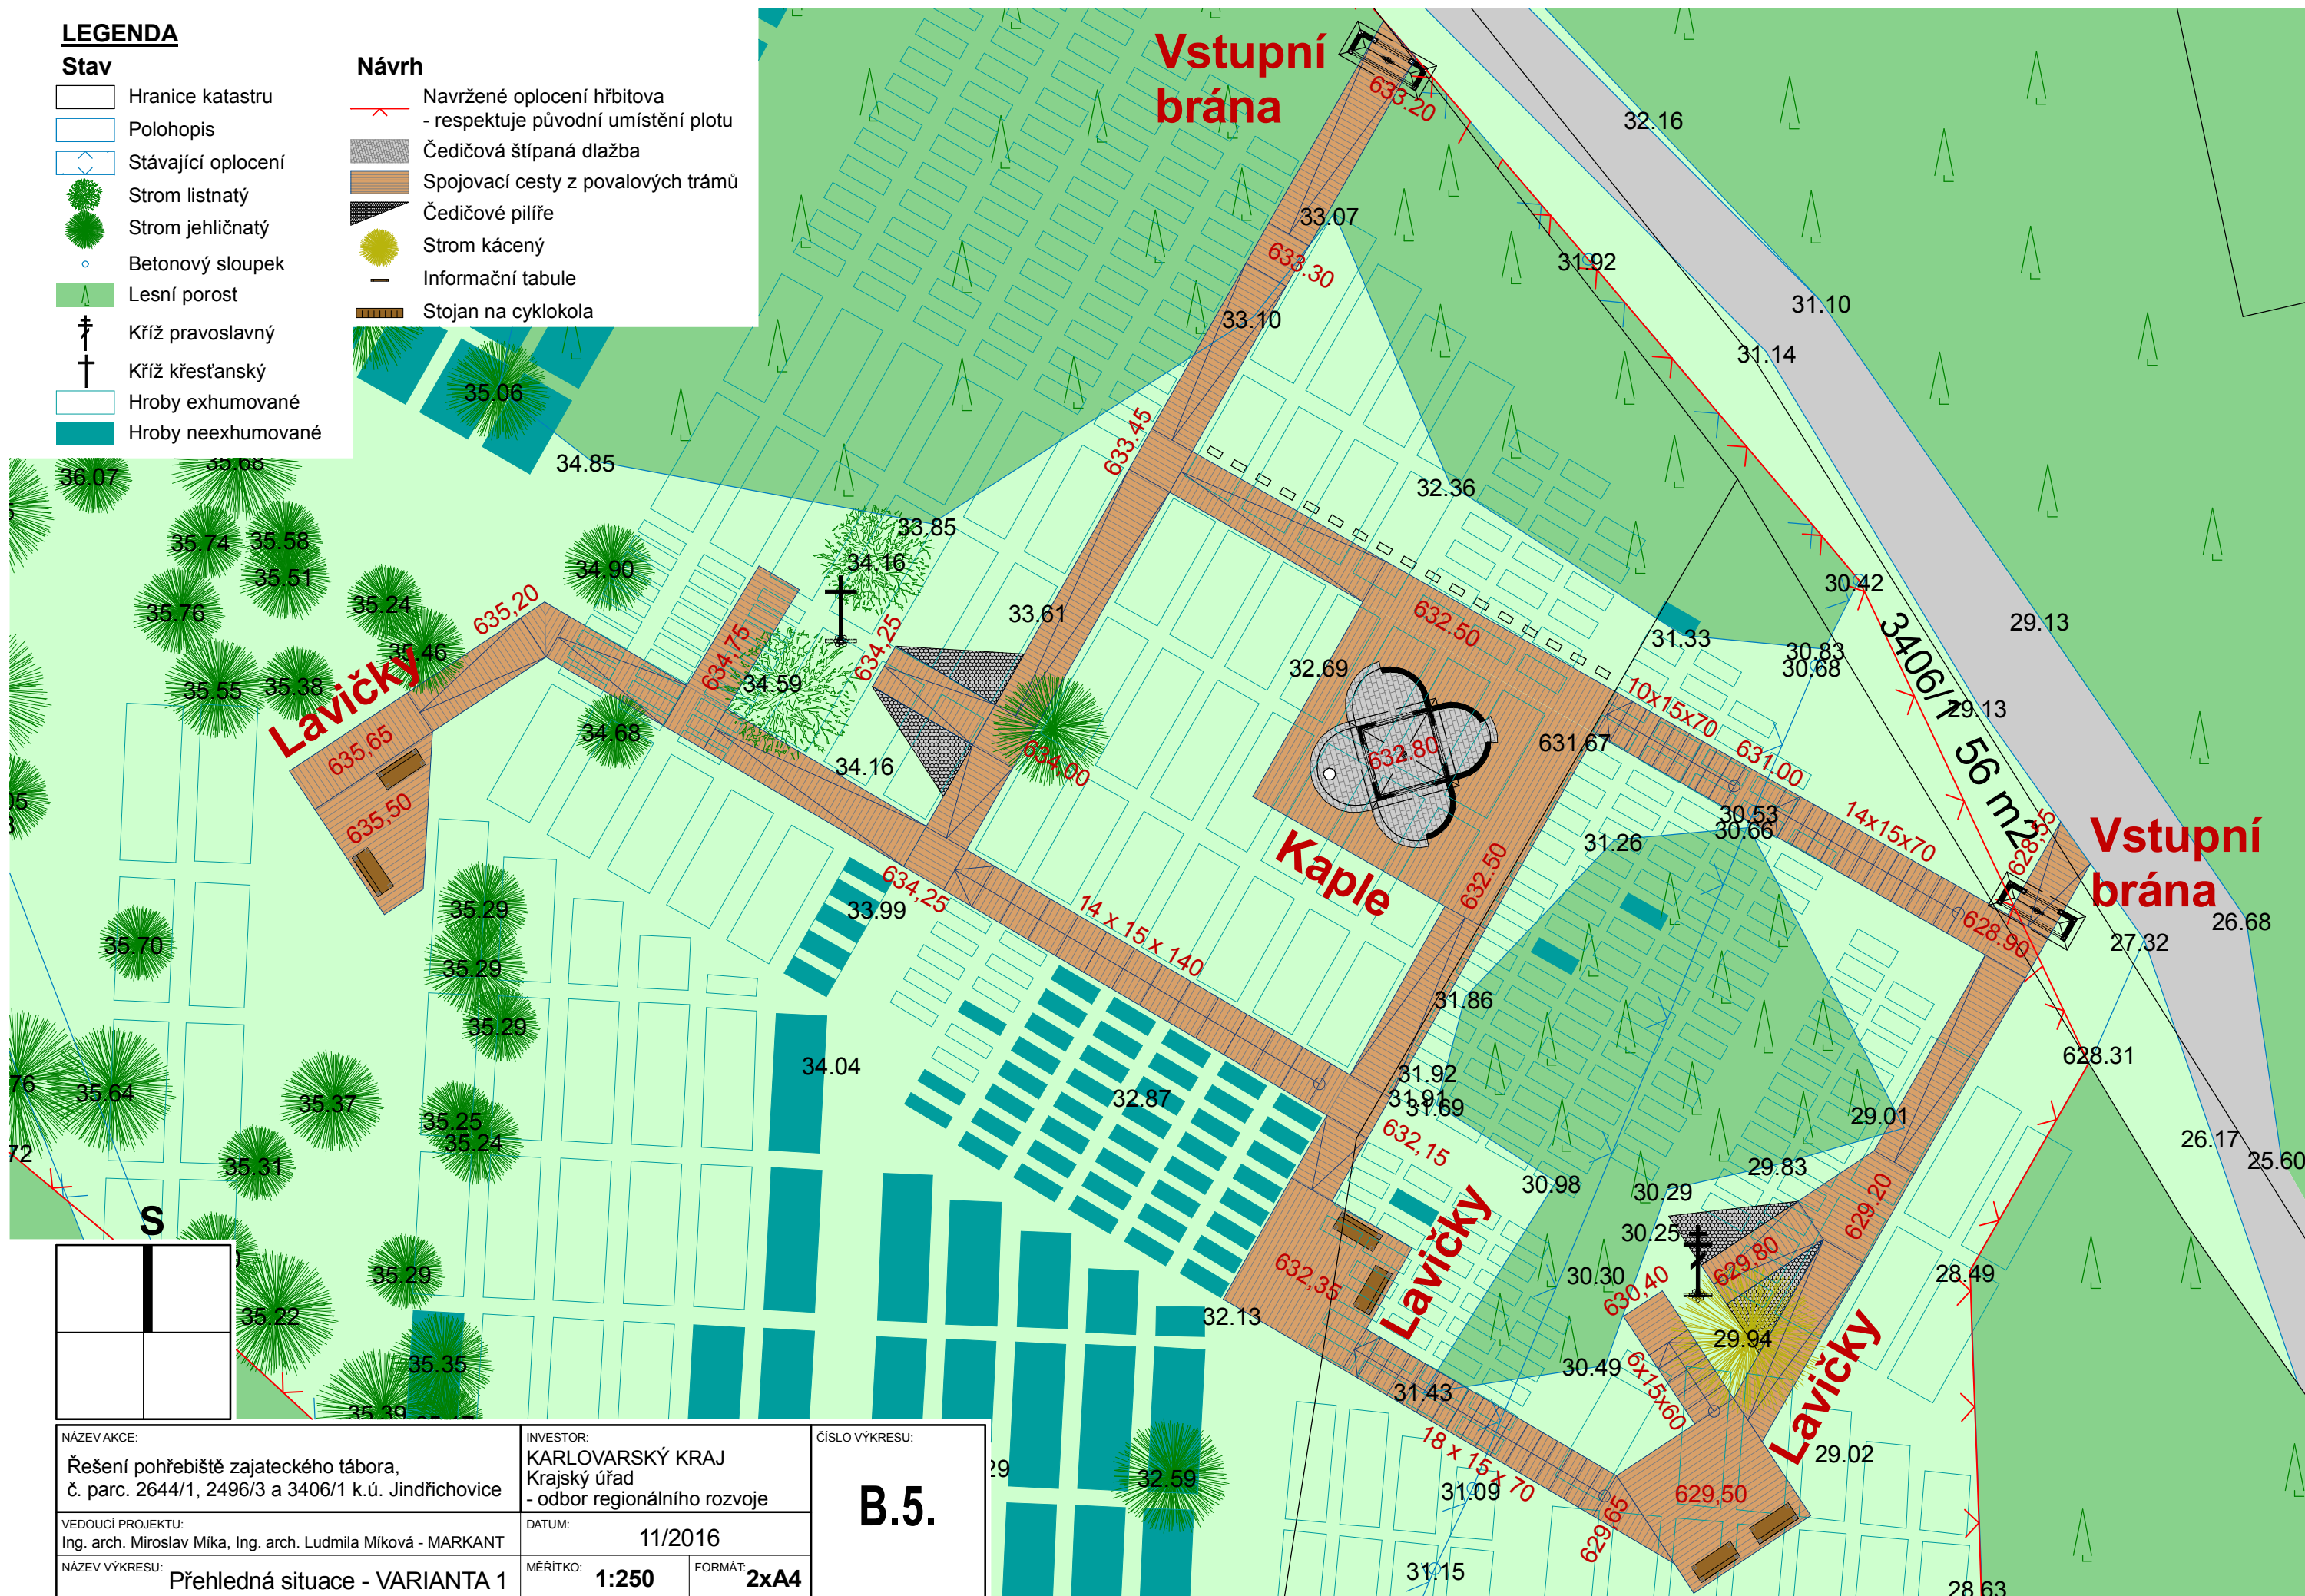 LEGENDA
Stav
Hranice katastru
Polohopis
Stávající oplocení
Strom listnatý
Strom jehličnatý
Betonový sloupek
Lesní porost
Kříž pravoslavný
Kříž křesťanský
Hroby exhumované
Hroby neexhumované
Návrh
Navržené oplocení hřbitova
- respektuje původní umístění plotu
Čedičová štípaná dlažba
Spojovací cesty z povalových trámů
Čedičové pilíře
Strom kácený
Informační tabule
Stojan na cyklokola
Vstupní
brána
633.20
32.16
33.07
31.92
633.30
31.10
33.10
31.14
35.06
633.45
34.85
36.07
35.68
32.36
33.85
35.74
35.58
34.16
34.90
35.51
30.42
35.76
35.24
635,20
33.61
632.50
29.13
31.33
3406/1 56 m2
35.46
634,75
634,25
30.83
30.68
32.69
35.55
35.38
34.59
Lavičky
10x15x70
29.13
34.68
635,65
34.16
634,00
632.80
631.67
631.00
635,50
30.53
30.66
14x15x70
628,55
Vstupní
brána
31.26
Kaple
632.50
634,25
35.29
33.99
14 x 15 x 140
628.90
26.68
27.32
35.70
35.29
31.86
35.29
34.04
628.31
31.92
31.91
31.69
35.64
35.37
32.87
35.25
35.24
29.01
632,15
26.17
25.60
35.31
29.83
30.98
30.29
629.20
S
30.25
Lavičky
632,35
629,80
35.29
30.30
630,40
28.49
35.22
32.13
29.94
35.35
30.49
6x15x60
31.43
Lavičky
35.39
18 x 15 x 70
29.02
32.59
31.09
629,50
629,65
31.15
28.63
NÁZEV AKCE:
Řešení pohřebiště zajateckého tábora,
č. parc. 2644/1, 2496/3 a 3406/1 k.ú. Jindřichovice
INVESTOR:
KARLOVARSKÝ KRAJ
Krajský úřad
- odbor regionálního rozvoje
ČÍSLO VÝKRESU:
B.5.
VEDOUCÍ PROJEKTU:
Ing. arch. Miroslav Míka, Ing. arch. Ludmila Míková - MARKANT
DATUM:
11/2016
NÁZEV VÝKRESU:
Přehledná situace - VARIANTA 1
MĚŘÍTKO:
1:250
FORMÁT:
2xA4